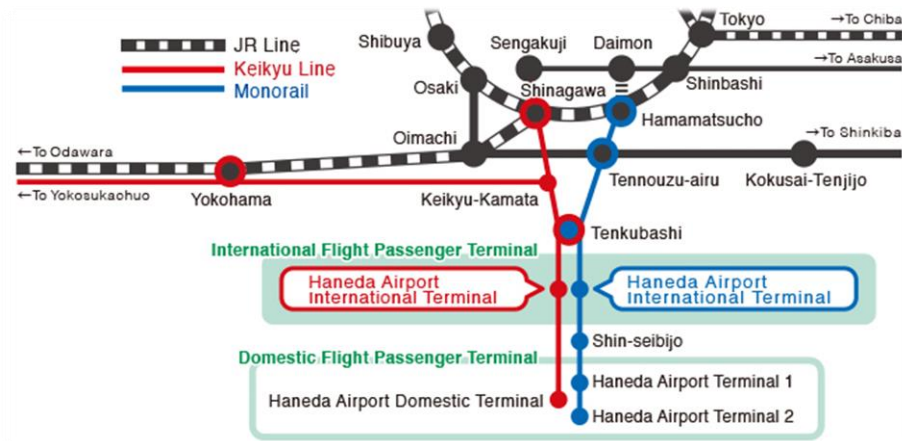 JR Line
Keikyu Line
Monorail
Shibuya
Sengakuji
Daimon
Tokyo
→To Chiba
→To Asakusa
Osaki
Shinagawa
Shinbashi
Hamamatsucho
Oimachi
→To Shinkiba
←To Odawara
←To Yokosukachuo
Yokohama
Keikyu-Kamata
Tennouzu-airu
Kokusai-Tenjijo
Tenkubashi
International Flight Passenger Terminal
Haneda Airport
International Terminal
Haneda Airport
International Terminal
Shin-seibijo
Domestic Flight Passenger Terminal
Haneda Airport Domestic Terminal
Haneda Airport Terminal 1
Haneda Airport Terminal 2